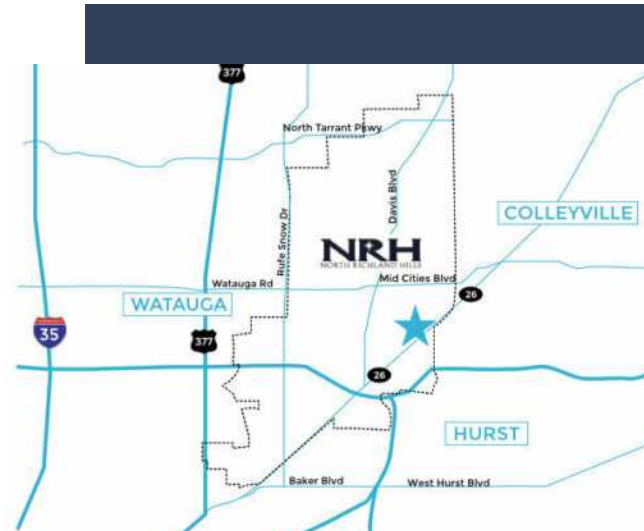 377
North Tarrant Pkwy
Davis Blvd
COLLEYVILLE
Rufe Snow Dr
NRH
NORTH RICHLAND HILLS
Watauga Rd
Mid Cities Blvd
26
WATAUGA
35
377
26
HURST
Baker Blvd
West Hurst Blvd